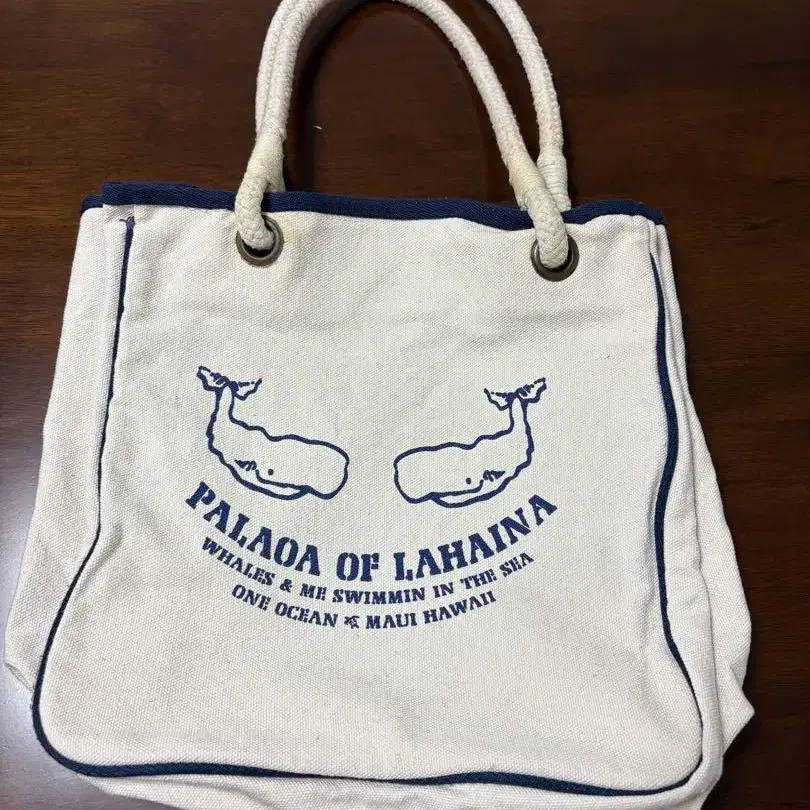 PALAOA OF LAHAINA
WHALES & ME SWIMMIN IN THE SEA
ONE OCEAN MAUI HAWAII